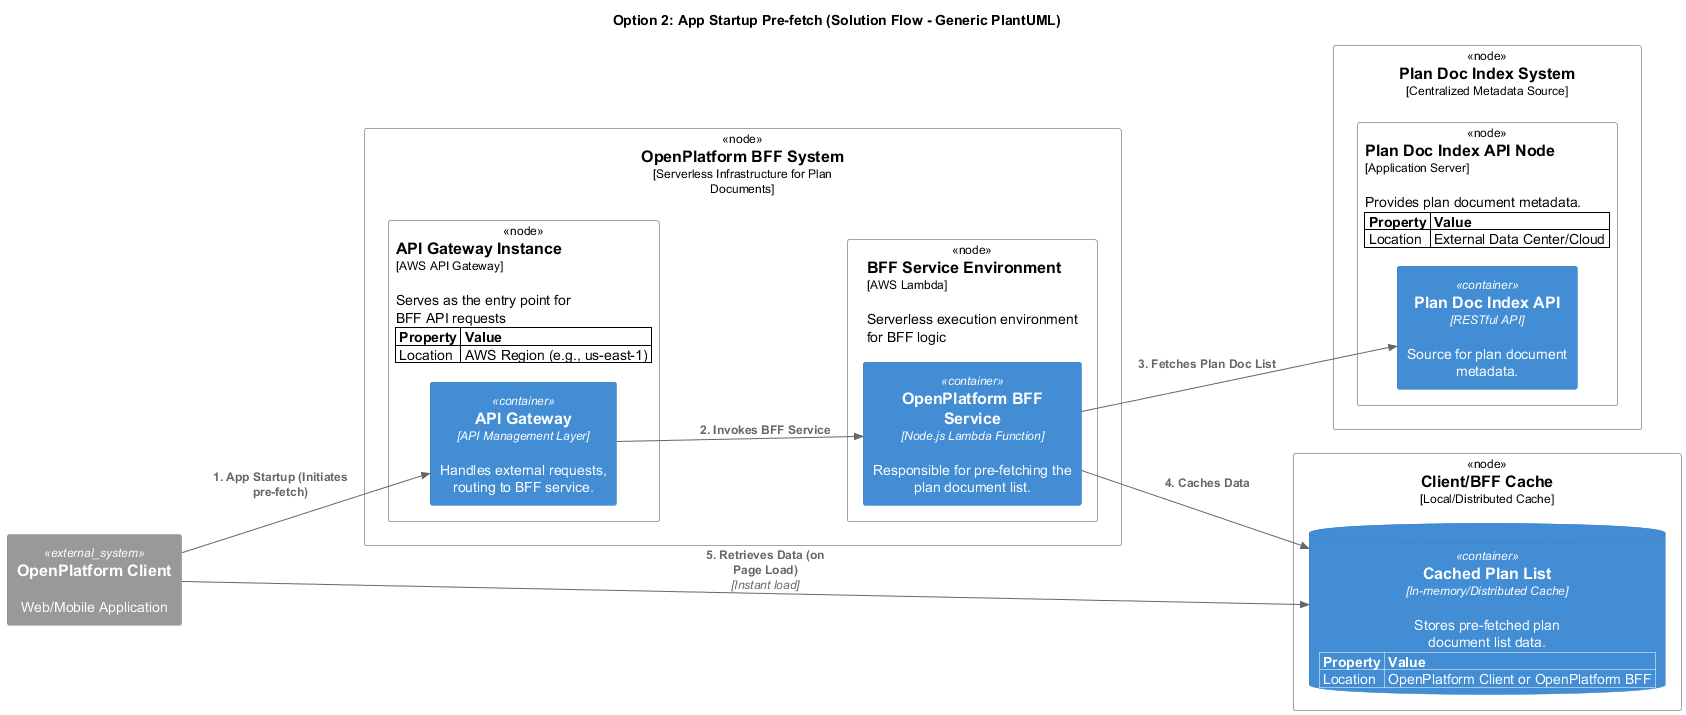 Option 2: App Startup Pre-fetch (Solution Flow - Generic PlantUML)
«node»
Plan Doc Index System
[Centralized Metadata Source]
«node»
Plan Doc Index API Node
[Application Server]
Provides plan document metadata.
Property Value
Location External Data Center/Cloud
«container»
Plan Doc Index API
[RESTful API]
Source for plan document
metadata.
«node»
OpenPlatform BFF System
[Serverless Infrastructure for Plan
Documents]
«node»
API Gateway Instance
[AWS API Gateway]
Serves as the entry point for
BFF API requests
Property Value
Location AWS Region (e.g., us-east-1)
«container»
API Gateway
[API Management Layer]
Handles external requests,
routing to BFF service.
«node»
BFF Service Environment
[AWS Lambda]
Serverless execution environment
for BFF logic
«container»
OpenPlatform BFF
Service
[Node.js Lambda Function]
Responsible for pre-fetching the
plan document list.
1. App Startup (Initiates
pre-fetch)
2. Invokes BFF Service
3. Fetches Plan Doc List
4. Caches Data
5. Retrieves Data (on
Page Load)
[Instant load]
«external_system»
OpenPlatform Client
Web/Mobile Application
«node»
Client/BFF Cache
[Local/Distributed Cache]
«container»
Cached Plan List
[In-memory/Distributed Cache]
Stores pre-fetched plan
document list data.
Property Value
Location OpenPlatform Client or OpenPlatform BFF